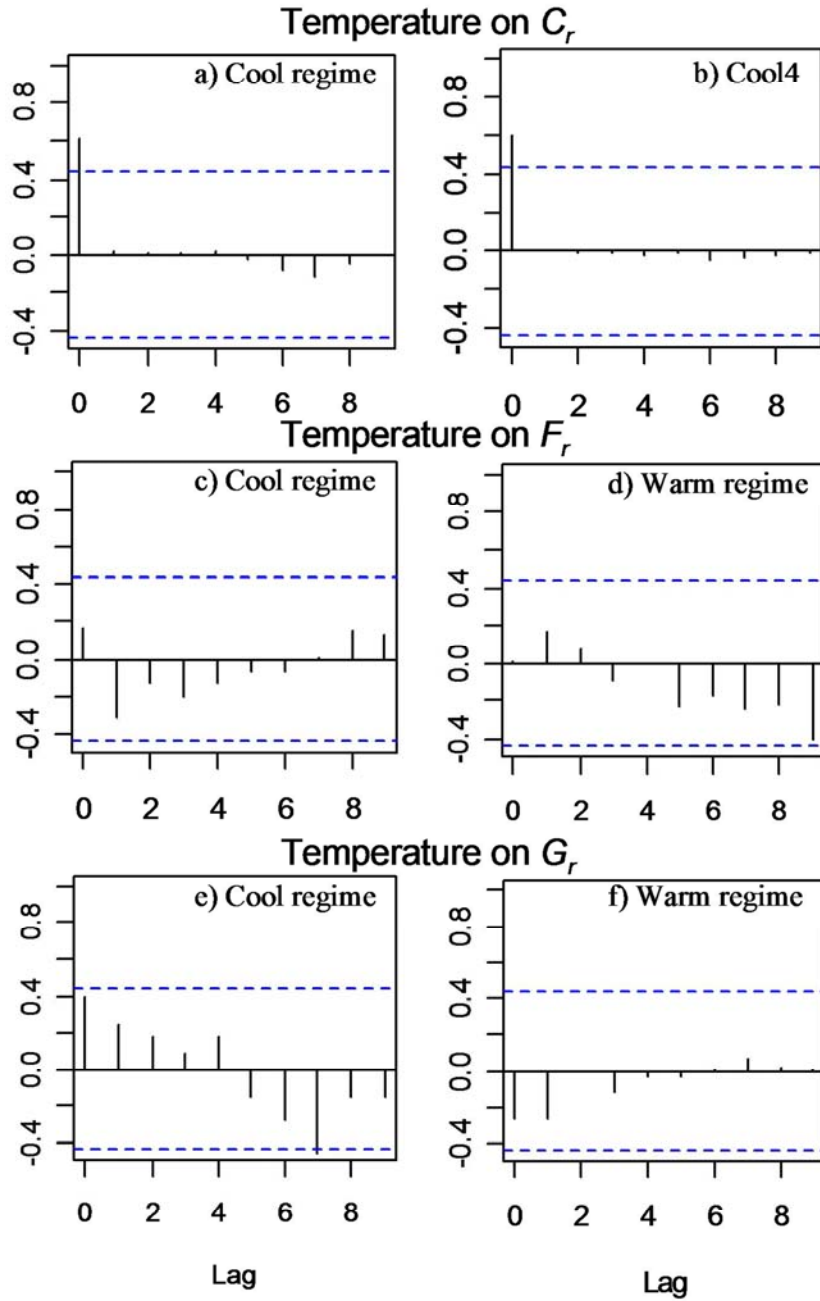 Temperature on Cr
a) Cool regime
b) Cool4
0.8
0.4
0.0
-0.4
0.8
0.4
0.0
-0.4
0 2 4 6 8
0 2 4 6 8
Temperature on Fr
c) Cool regime
d) Warm regime
0.8
0.4
0.0
-0.4
0.8
0.4
0.0
-0.4
0 2 4 6 8
0 2 4 6 8
Temperature on Gr
e) Cool regime
f) Warm regime
0.8
0.4
0.0
-0.4
0.8
0.4
0.0
-0.4
0 2 4 6 8
0 2 4 6 8
Lag
Lag